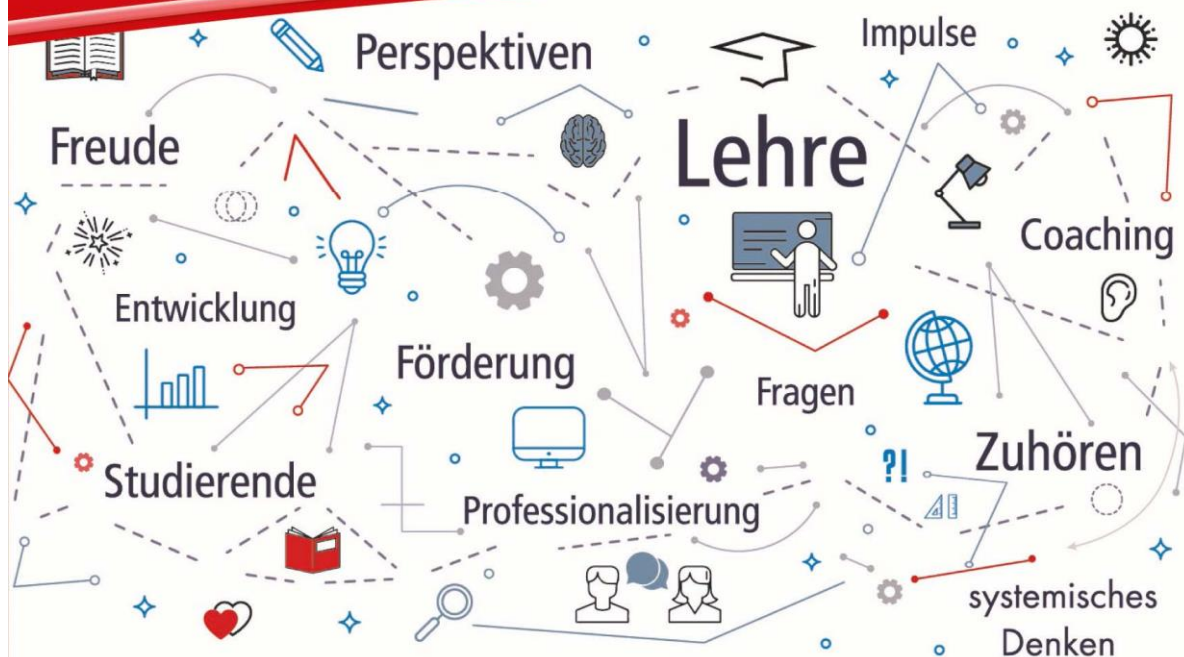 Perspektiven
Impulse
Freude
Lehre
Coaching
Entwicklung
Förderung
Fragen
Zuhören
?!
Studierende
Professionalisierung
systemisches
Denken